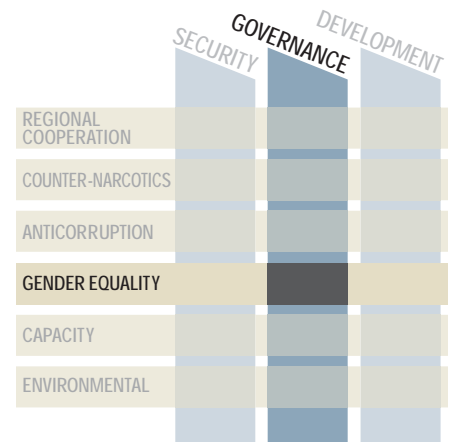 SECURITY
GOVERNANCE
DEVELOPMENT
REGIONAL
COOPERATION
COUNTER-NARCOTICS
ANTICORRUPTION
GENDER EQUALITY
CAPACITY
ENVIRONMENTAL